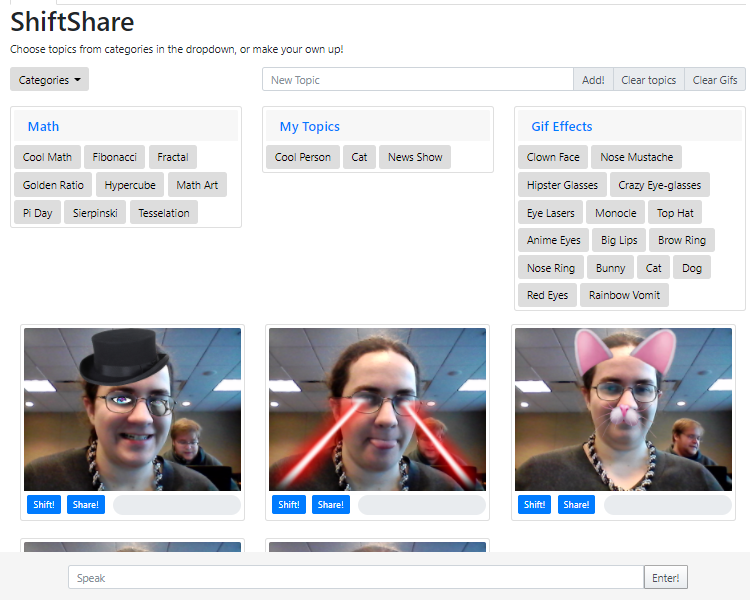 ShiftShare
Choose topics from categories in the dropdown, or make your own up!
Categories
New Topic Add! Clear topics Clear Gifs
Math
Cool Math Fibonacci Fractal
Golden Ratio Hypercube Math Art
Pi Day Sierpinski Tesselation
My Topics
Cool Person Cat News Show
Gif Effects
Clown Face Nose Mustache
Hipster Glasses Crazy Eye-glasses
Eye Lasers Monocle Top Hat
Anime Eyes Big Lips Brow Ring
Nose Ring Bunny Cat Dog
Red Eyes Rainbow Vomit
Shift! Share!
Shift! Share!
Shift! Share!
Speak Enter!